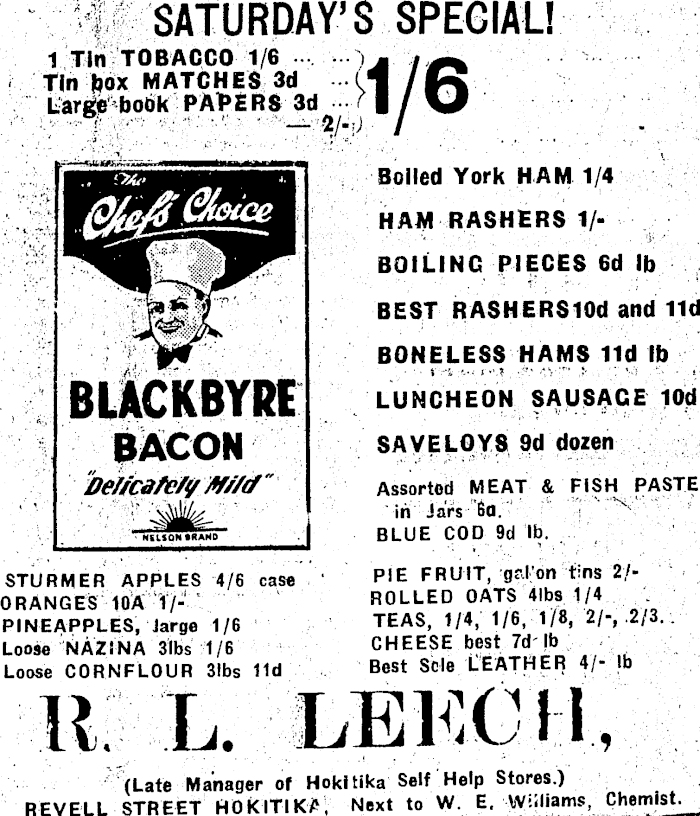 SATURDAY'S SPECIAL!
1 Tin TOBACCO 1/6 ... ...
Tin box MATCHES 3d ...
Large book PAPERS 3d ...
— 2/-
1/6
The
Chef's Choice
BLACKBYRE
BACON
"Delicately Mild"
NELSON BRAND
Boiled York HAM 1/4
HAM RASHERS 1/-
BOILING PIECES 6d lb
BEST RASHERS 10d and 11d
BONELESS HAMS 11d lb
LUNCHEON SAUSAGE 10d
SAVELOYS 9d dozen
Assorted MEAT & FISH PASTE
in Jars 6d.
BLUE COD 9d lb.
STURMER APPLES 4/6 case
ORANGES 10A 1/-
PINEAPPLES, large 1/6
Loose NAZINA 3lbs 1/6
Loose CORNFLOUR 3lbs 11d
PIE FRUIT, gal'on tins 2/-
ROLLED OATS 4lbs 1/4
TEAS, 1/4, 1/6, 1/8, 2/-, 2/3.
CHEESE best 7d lb
Best Sole LEATHER 4/- lb
R. L. LEECH,
(Late Manager of Hokitika Self Help Stores.)
REVELL STREET HOKITIKA, Next to W. E. Williams, Chemist.